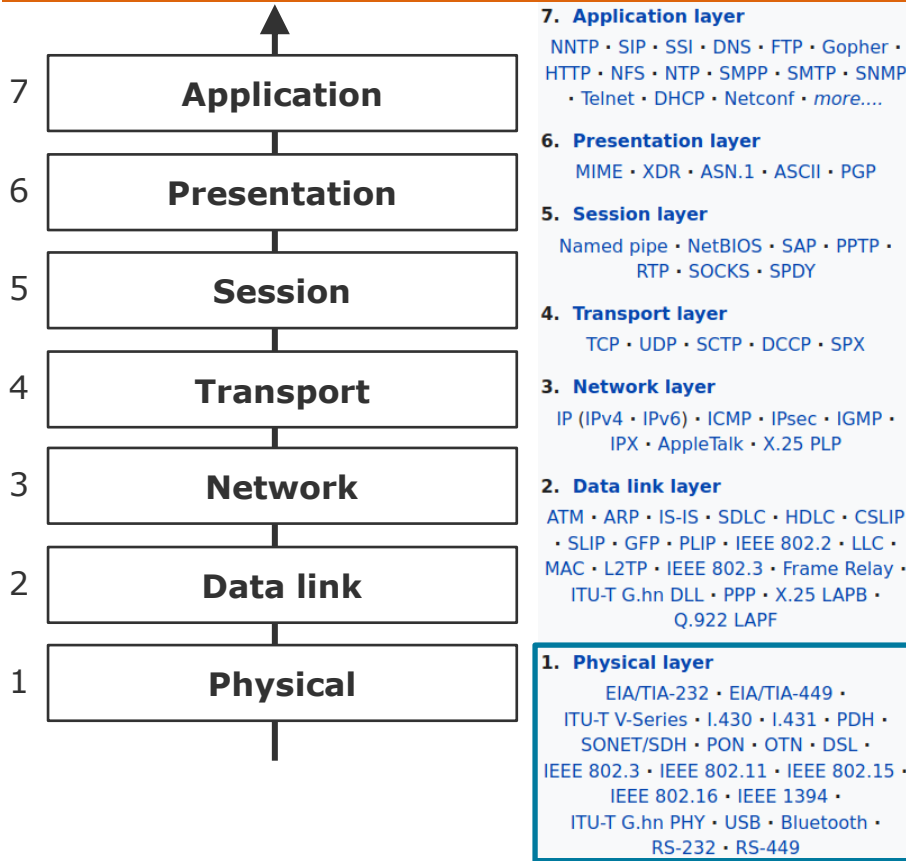 7
Application
6
Presentation
5
Session
4
Transport
3
Network
2
Data link
1
Physical
7. Application layer
NNTP · SIP · SSI · DNS · FTP · Gopher ·
HTTP · NFS · NTP · SMPP · SMTP · SNMP
· Telnet · DHCP · Netconf · more....
6. Presentation layer
MIME · XDR · ASN.1 · ASCII · PGP
5. Session layer
Named pipe · NetBIOS · SAP · PPTP ·
RTP · SOCKS · SPDY
4. Transport layer
TCP · UDP · SCTP · DCCP · SPX
3. Network layer
IP (IPv4 · IPv6) · ICMP · IPsec · IGMP ·
IPX · AppleTalk · X.25 PLP
2. Data link layer
ATM · ARP · IS-IS · SDLC · HDLC · CSLIP
· SLIP · GFP · PLIP · IEEE 802.2 · LLC ·
MAC · L2TP · IEEE 802.3 · Frame Relay ·
ITU-T G.hn DLL · PPP · X.25 LAPB ·
Q.922 LAPF
1. Physical layer
EIA/TIA-232 · EIA/TIA-449 ·
ITU-T V-Series · I.430 · I.431 · PDH ·
SONET/SDH · PON · OTN · DSL ·
IEEE 802.3 · IEEE 802.11 · IEEE 802.15 ·
IEEE 802.16 · IEEE 1394 ·
ITU-T G.hn PHY · USB · Bluetooth ·
RS-232 · RS-449